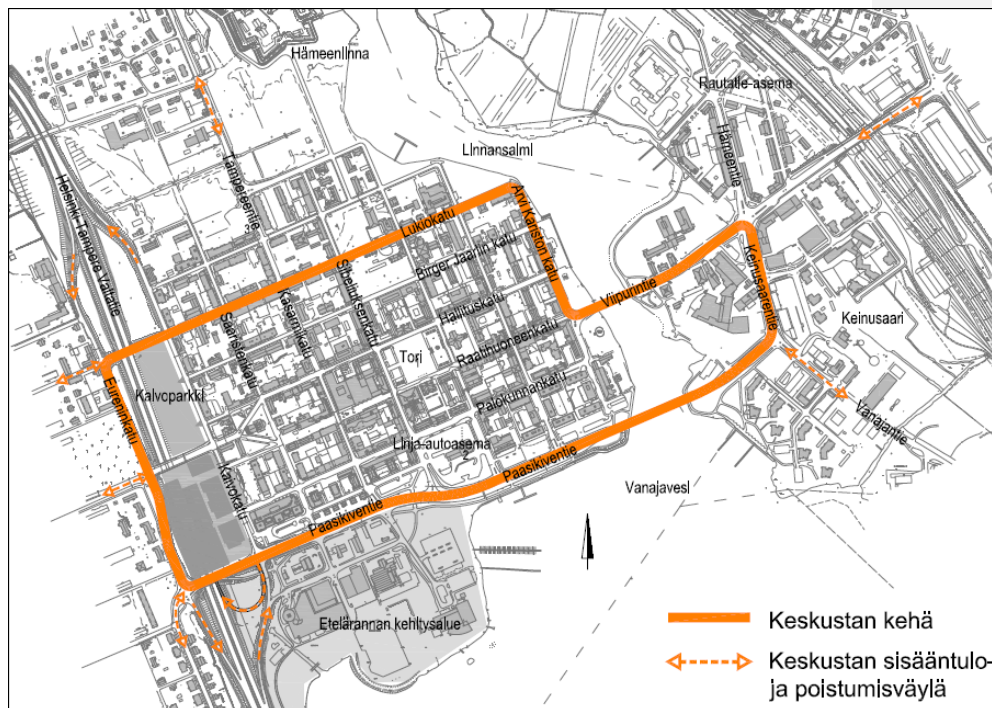 Hämeenlinna
Rautatie-asema
Linnansalmi
Hämeentie
Tampereentie
Helsinki-Tampere Valtatie
Lukiokatu
Arvi Kariston katu
Birger Jaarlin katu
Sibeliuksenkatu
Hallituskatu
Kasarmikatu
Saaristenkatu
Raatihuoneenkatu
Tori
Viipurintie
Keinusaarentie
Keinusaari
Palokunnankatu
Kaivoparkki
Eureninkatu
Vanajantie
Linja-autoasema
Kaivokatu
Paasikiventie
Paasikiventie
Vanajavesi
Etelärannan kehitysalue
Keskustan kehä
Keskustan sisääntulo-
ja poistumisväylä